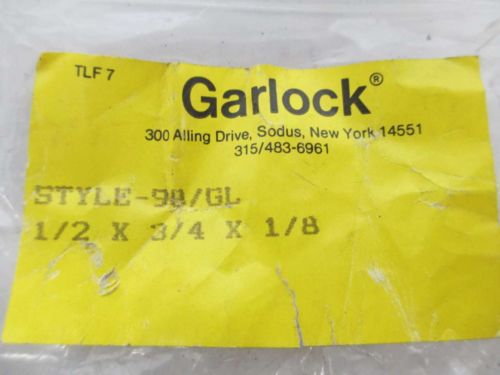 TLF 7
Garlock®
300 Alling Drive, Sodus, New York 14551
315/483-6961
STYLE-98/GL
1/2 X 3/4 X 1/8